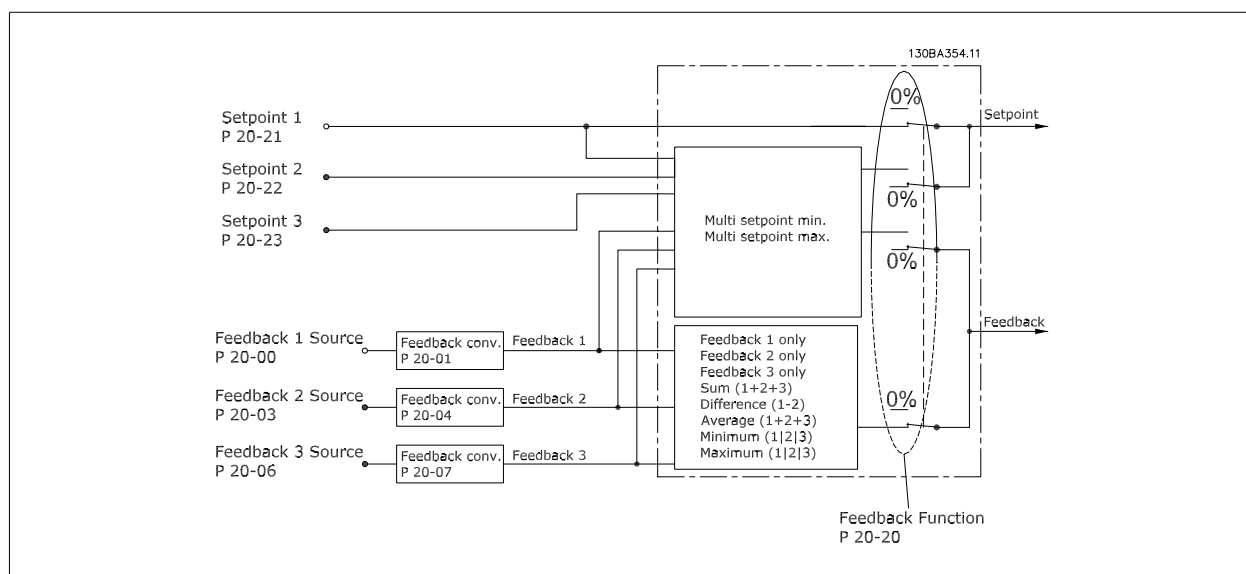 130BA354.11
Setpoint 1
P 20-21
Setpoint 2
P 20-22
Setpoint 3
P 20-23
0%
Setpoint
0%
Multi setpoint min.
Multi setpoint max.
0%
Feedback 1 Source
P 20-00
Feedback conv.
P 20-01
Feedback 1
Feedback 2 Source
P 20-03
Feedback conv.
P 20-04
Feedback 2
Feedback 3 Source
P 20-06
Feedback conv.
P 20-07
Feedback 3
Feedback 1 only
Feedback 2 only
Feedback 3 only
Sum (1+2+3)
Difference (1-2)
Average (1+2+3)
Minimum (1|2|3)
Maximum (1|2|3)
Feedback
0%
Feedback Function
P 20-20